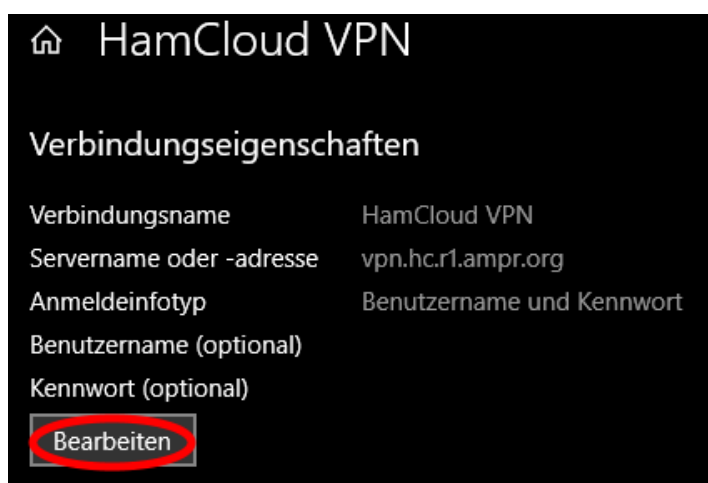 HamCloud VPN
Verbindungseigenschaften
Verbindungsname HamCloud VPN
Servername oder -adresse vpn.hc.r1.ampr.org
Anmeldeinfotyp Benutzername und Kennwort
Benutzername (optional)
Kennwort (optional)
Bearbeiten